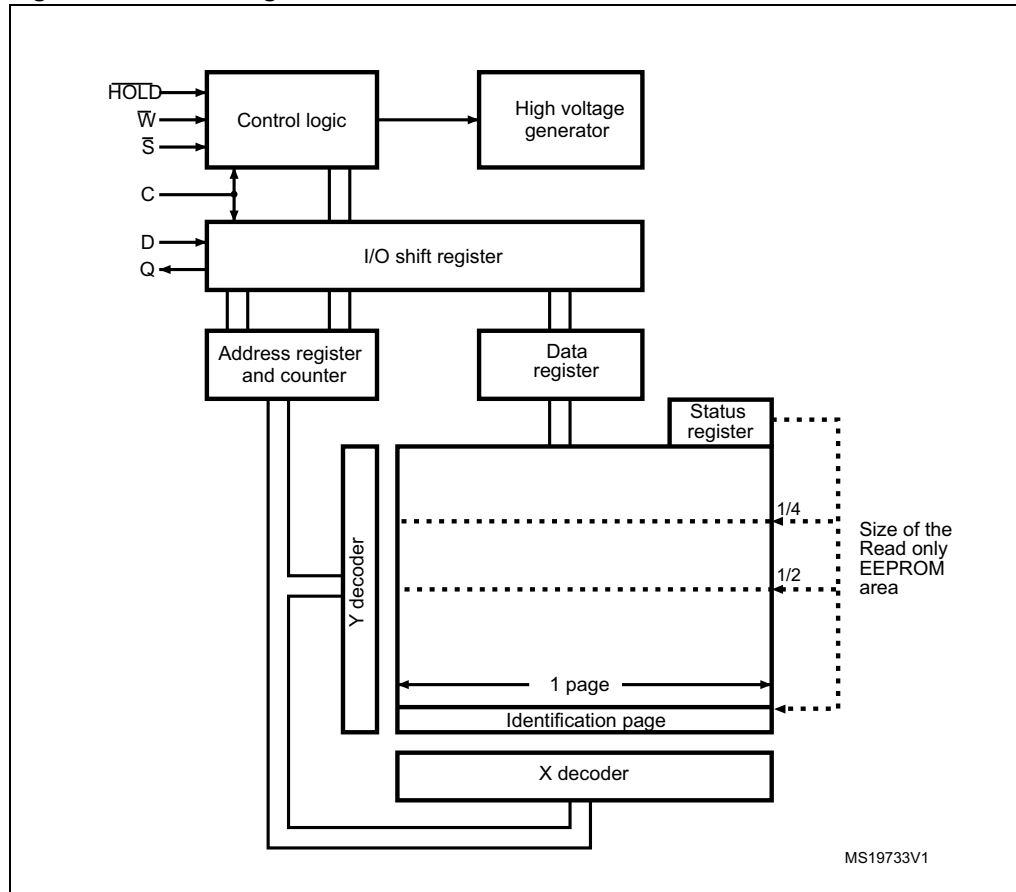 H̅O̅L̅D̅
W̅
S̅
C
D
Q
Control logic
High voltage
generator
I/O shift register
Address register
and counter
Data
register
Status
register
Y decoder
1/4
1/2
Size of the
Read only
EEPROM
area
1 page
Identification page
X decoder
MS19733V1